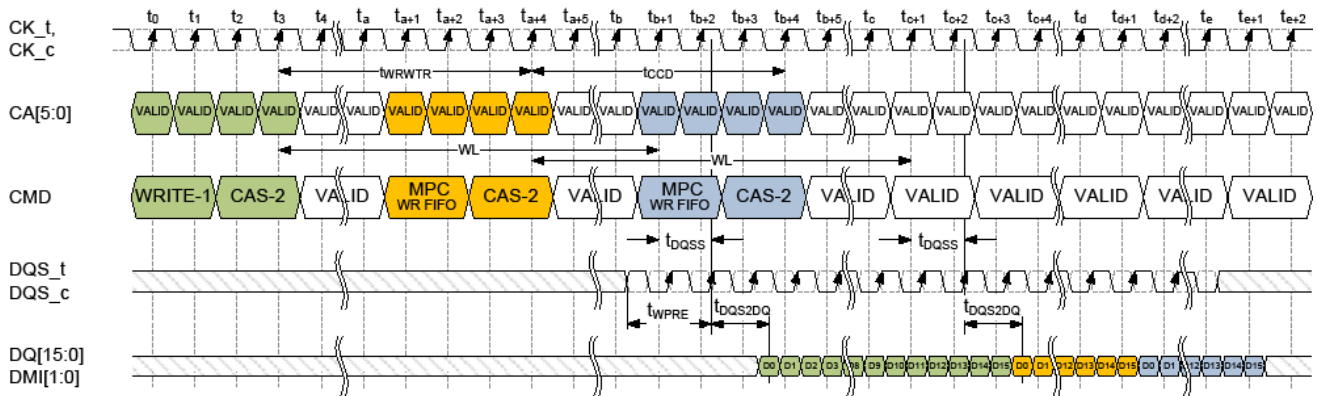 CK_t, t0 t1 t2 t3 t4 ta ta+1 ta+2 ta+3 ta+4 ta+5 tb tb+1 tb+2 tb+3 tb+4 tb+5 tc tc+1 tc+2 tc+3 tc+4 td td+1 td+2 te te+1 te+2
CK_c
tWRWTR tCCD
CA[5:0] VALID VALID VALID VALID VALID VALID VALID VALID VALID VALID VALID VALID VALID VALID VALID VALID VALID VALID VALID VALID VALID VALID VALID VALID VALID VALID VALID VALID
WL WL
CMD WRITE-1 CAS-2 VALID MPC WR FIFO CAS-2 VALID MPC WR FIFO CAS-2 VALID VALID VALID VALID VALID VALID
tDQSS tDQSS
DQS_t
DQS_c
tWPRE tDQS2DQ tDQS2DQ
DQ[15:0] D0 D1 D2 D3 D8 D9 D10 D11 D12 D13 D14 D15 D0 D1 D12 D13 D14 D15 D0 D1 D12 D13 D14 D15
DMI[1:0]